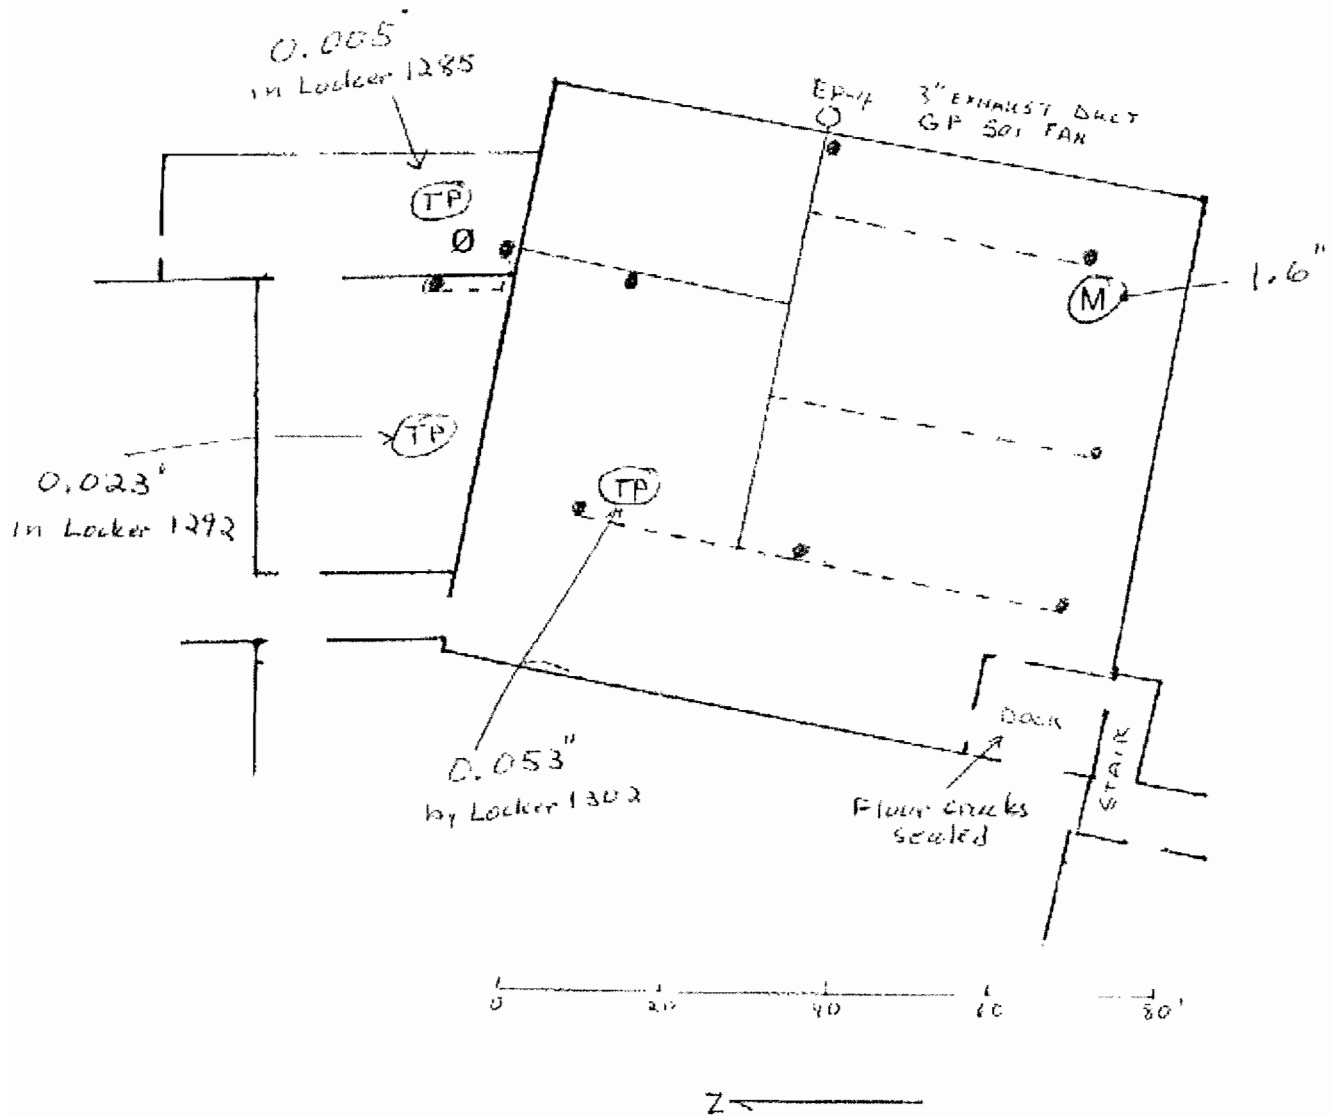 0.005"
in Locker 1285
TP
Ø
EP-4
3" EXHAUST DUCT
GP 501 FAN
M
1.6"
TP
0.023"
in Locker 1292
TP
0.053"
by Locker 1302
DOCK
STAIR
Floor cracks
sealed
0 20 40 60 80'
Z